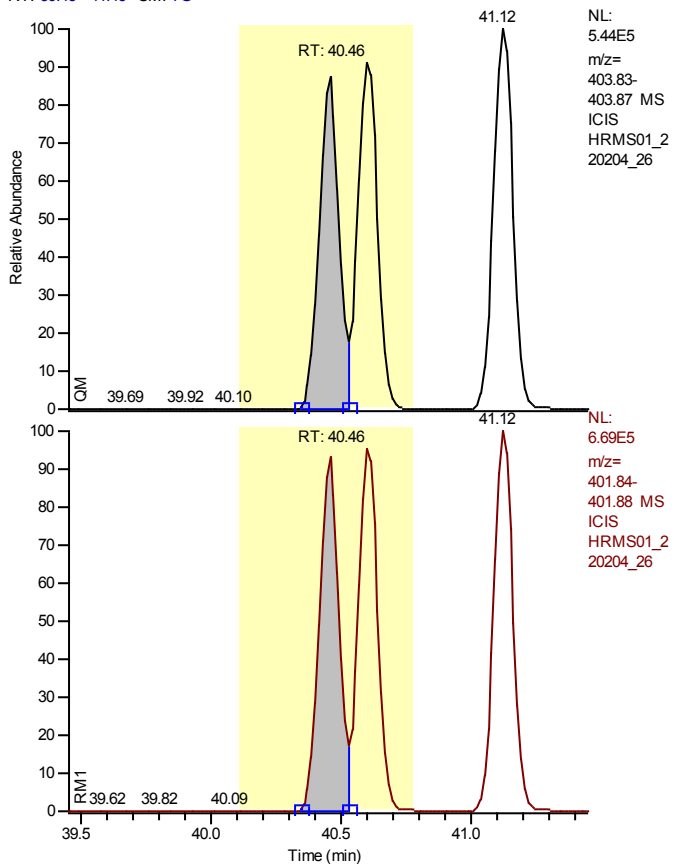 41.12
NL:
5.44E5
m/z=
403.83-
403.87 MS
ICIS
HRMS01_2
20204_26
RT: 40.46
100
90
80
70
60
50
40
30
20
10
0
Relative Abundance
QM
39.69 39.92 40.10
41.12
NL:
6.69E5
m/z=
401.84-
401.88 MS
ICIS
HRMS01_2
20204_26
RT: 40.46
100
90
80
70
60
50
40
30
20
10
0
RM1
39.62 39.82 40.09
39.5 40.0 40.5 41.0
Time (min)